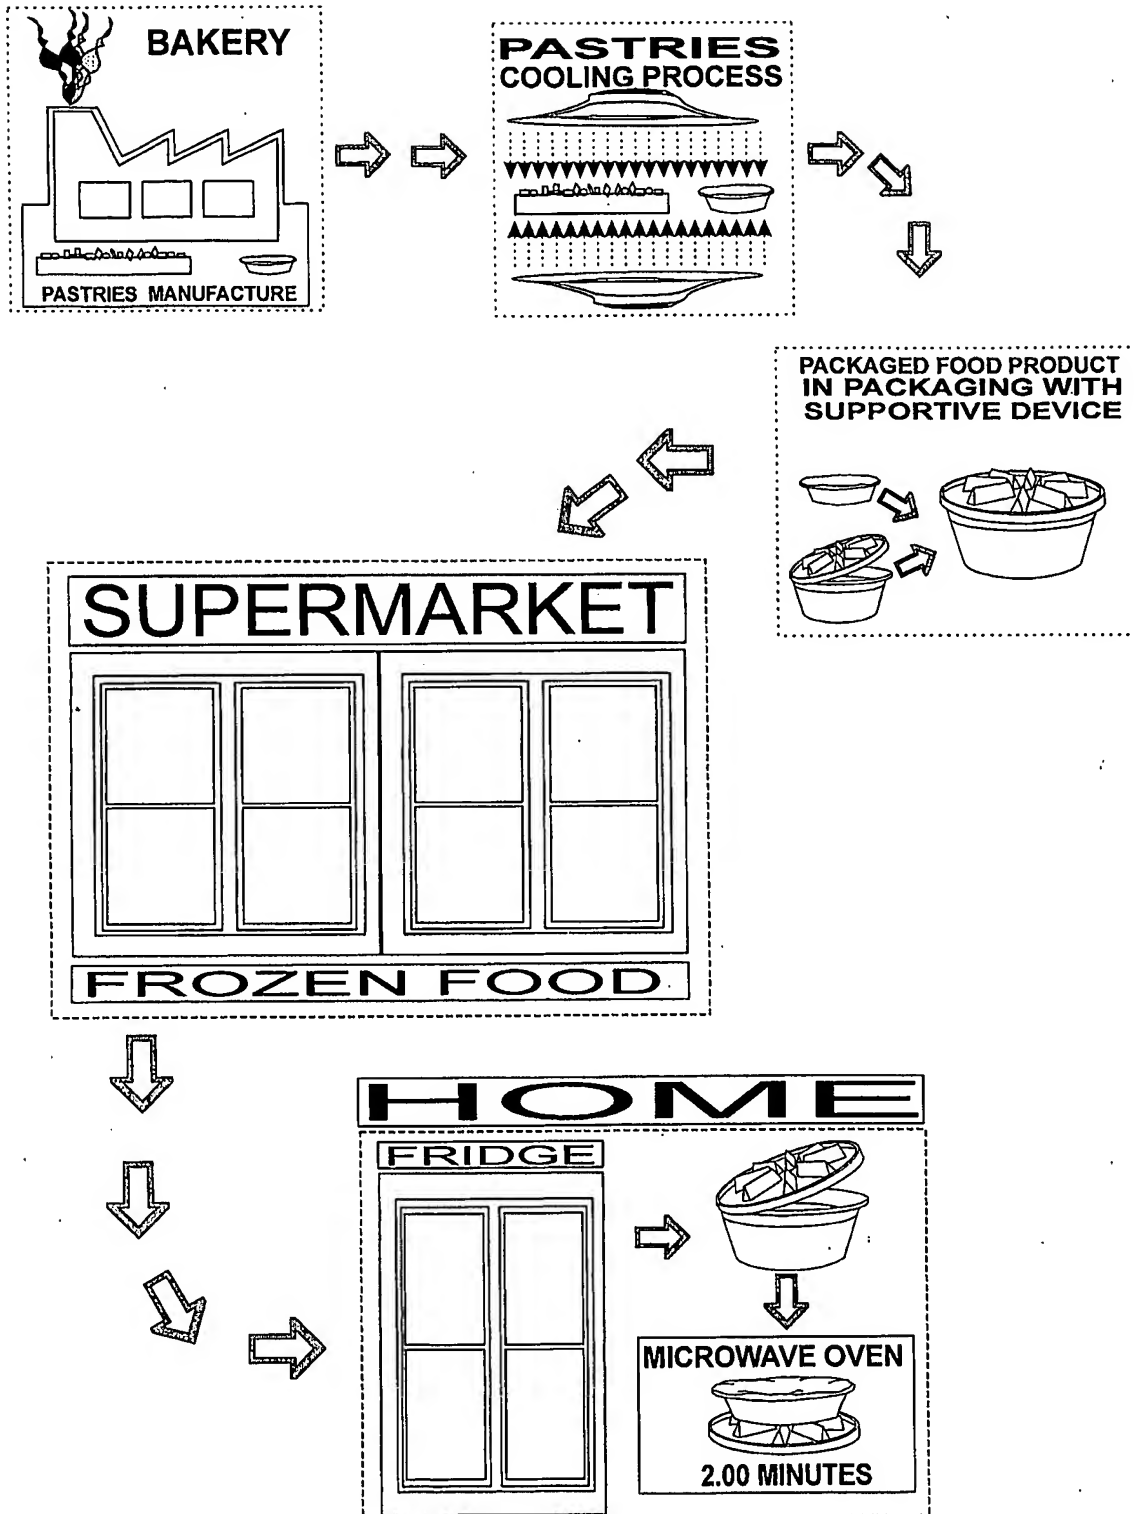 BAKERY
PASTRIES MANUFACTURE
PASTRIES
COOLING PROCESS
PACKAGED FOOD PRODUCT
IN PACKAGING WITH
SUPPORTIVE DEVICE
SUPERMARKET
FROZEN FOOD
HOME
FRIDGE
MICROWAVE OVEN
2.00 MINUTES